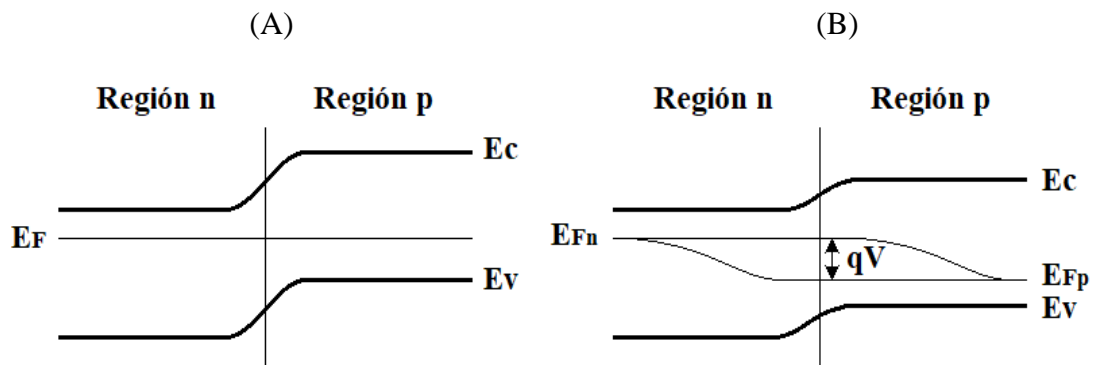 (A)
(B)
Región n
Región p
Región n
Región p
Ec
EF
Ev
Ec
EFn
qV
EFp
Ev